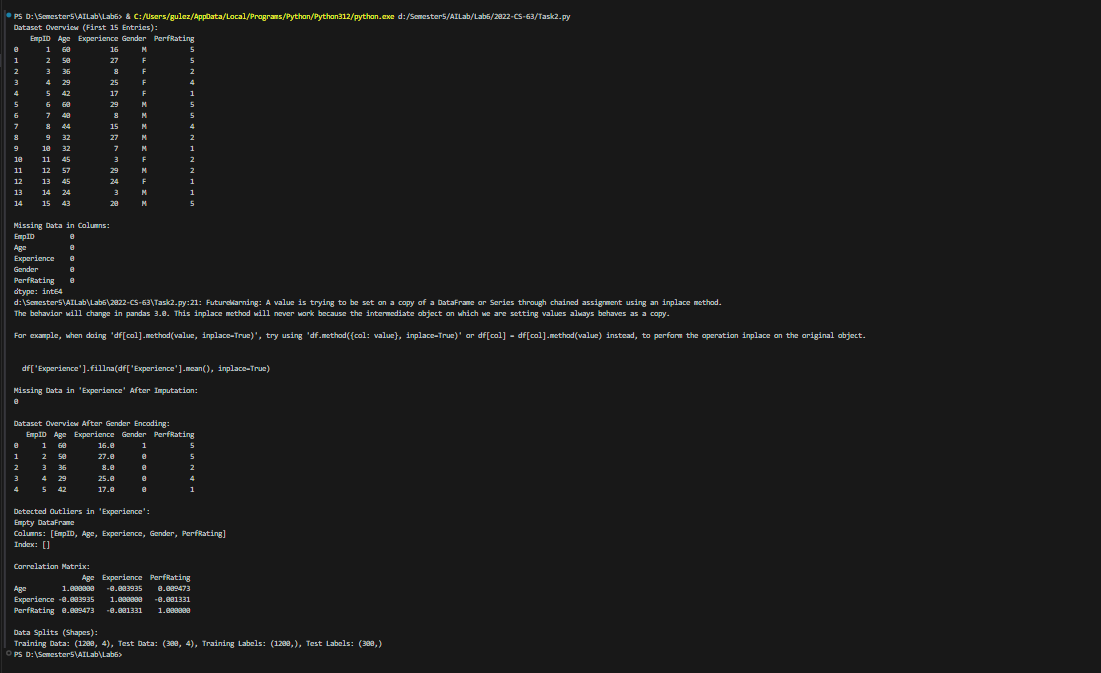 PS D:\Semester5\AILab\Lab6> & C:/Users/gulez/AppData/Local/Programs/Python/Python312/python.exe d:/Semester5/AILab/Lab6/2022-CS-63/Task2.py
Dataset Overview (First 15 Entries):
    EmpID  Age  Experience Gender  PerfRating
0       1   60          16      M           5
1       2   50          27      F           5
2       3   36           8      F           2
3       4   29          25      F           4
4       5   42          17      F           1
5       6   60          29      M           5
6       7   40           8      M           5
7       8   44          15      M           4
8       9   32          27      M           2
9      10   32           7      M           1
10     11   45           3      F           2
11     12   57          29      M           2
12     13   45          24      F           1
13     14   24           3      M           1
14     15   43          20      M           5
Missing Data in Columns:
EmpID         0
Age           0
Experience    0
Gender        0
PerfRating    0
dtype: int64
d:\Semester5\AILab\Lab6\2022-CS-63\Task2.py:21: FutureWarning: A value is trying to be set on a copy of a DataFrame or Series through chained assignment using an inplace method.
The behavior will change in pandas 3.0. This inplace method will never work because the intermediate object on which we are setting values always behaves as a copy.
For example, when doing 'df[col].method(value, inplace=True)', try using 'df.method({col: value}, inplace=True)' or df[col] = df[col].method(value) instead, to perform the operation inplace on the original object.
  df['Experience'].fillna(df['Experience'].mean(), inplace=True)
Missing Data in 'Experience' After Imputation:
0
Dataset Overview After Gender Encoding:
   EmpID  Age  Experience  Gender  PerfRating
0      1   60        16.0       1           5
1      2   50        27.0       0           5
2      3   36         8.0       0           2
3      4   29        25.0       0           4
4      5   42        17.0       0           1
Detected Outliers in 'Experience':
Empty DataFrame
Columns: [EmpID, Age, Experience, Gender, PerfRating]
Index: []
Correlation Matrix:
                 Age  Experience  PerfRating
Age         1.000000   -0.003935    0.009473
Experience -0.003935    1.000000   -0.001331
PerfRating  0.009473   -0.001331    1.000000
Data Splits (Shapes):
Training Data: (1200, 4), Test Data: (300, 4), Training Labels: (1200,), Test Labels: (300,)
PS D:\Semester5\AILab\Lab6>